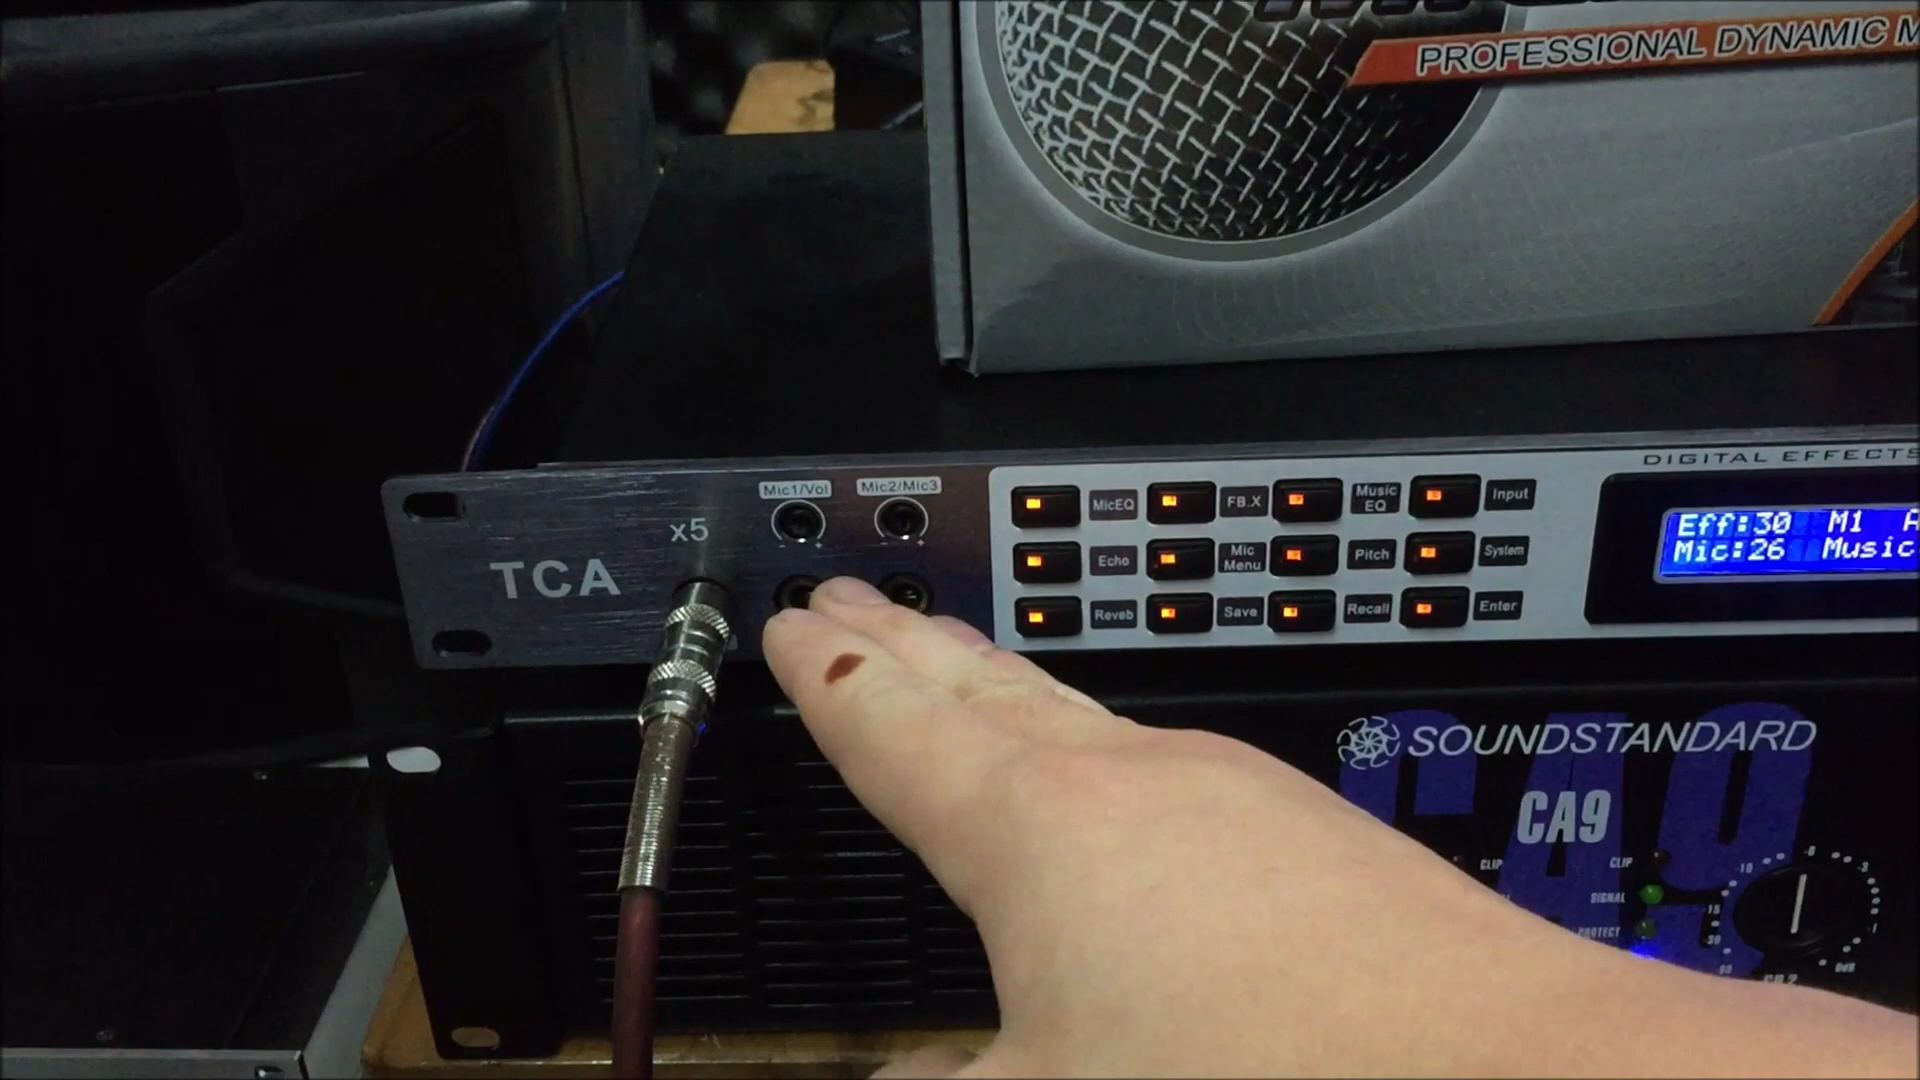 PROFESSIONAL DYNAMIC M
DIGITAL EFFECTS
Mic1/Vol
Mic2/Mic3
x5
TCA
MicEQ
FB.X
Music
EQ
Input
Echo
Mic
Menu
Pitch
System
Reveb
Save
Recall
Enter
Eff:30 M1 A
Mic:26 Music
SOUNDSTANDARD
CA9
CLIP
CLIP
SIGNAL
PROTECT